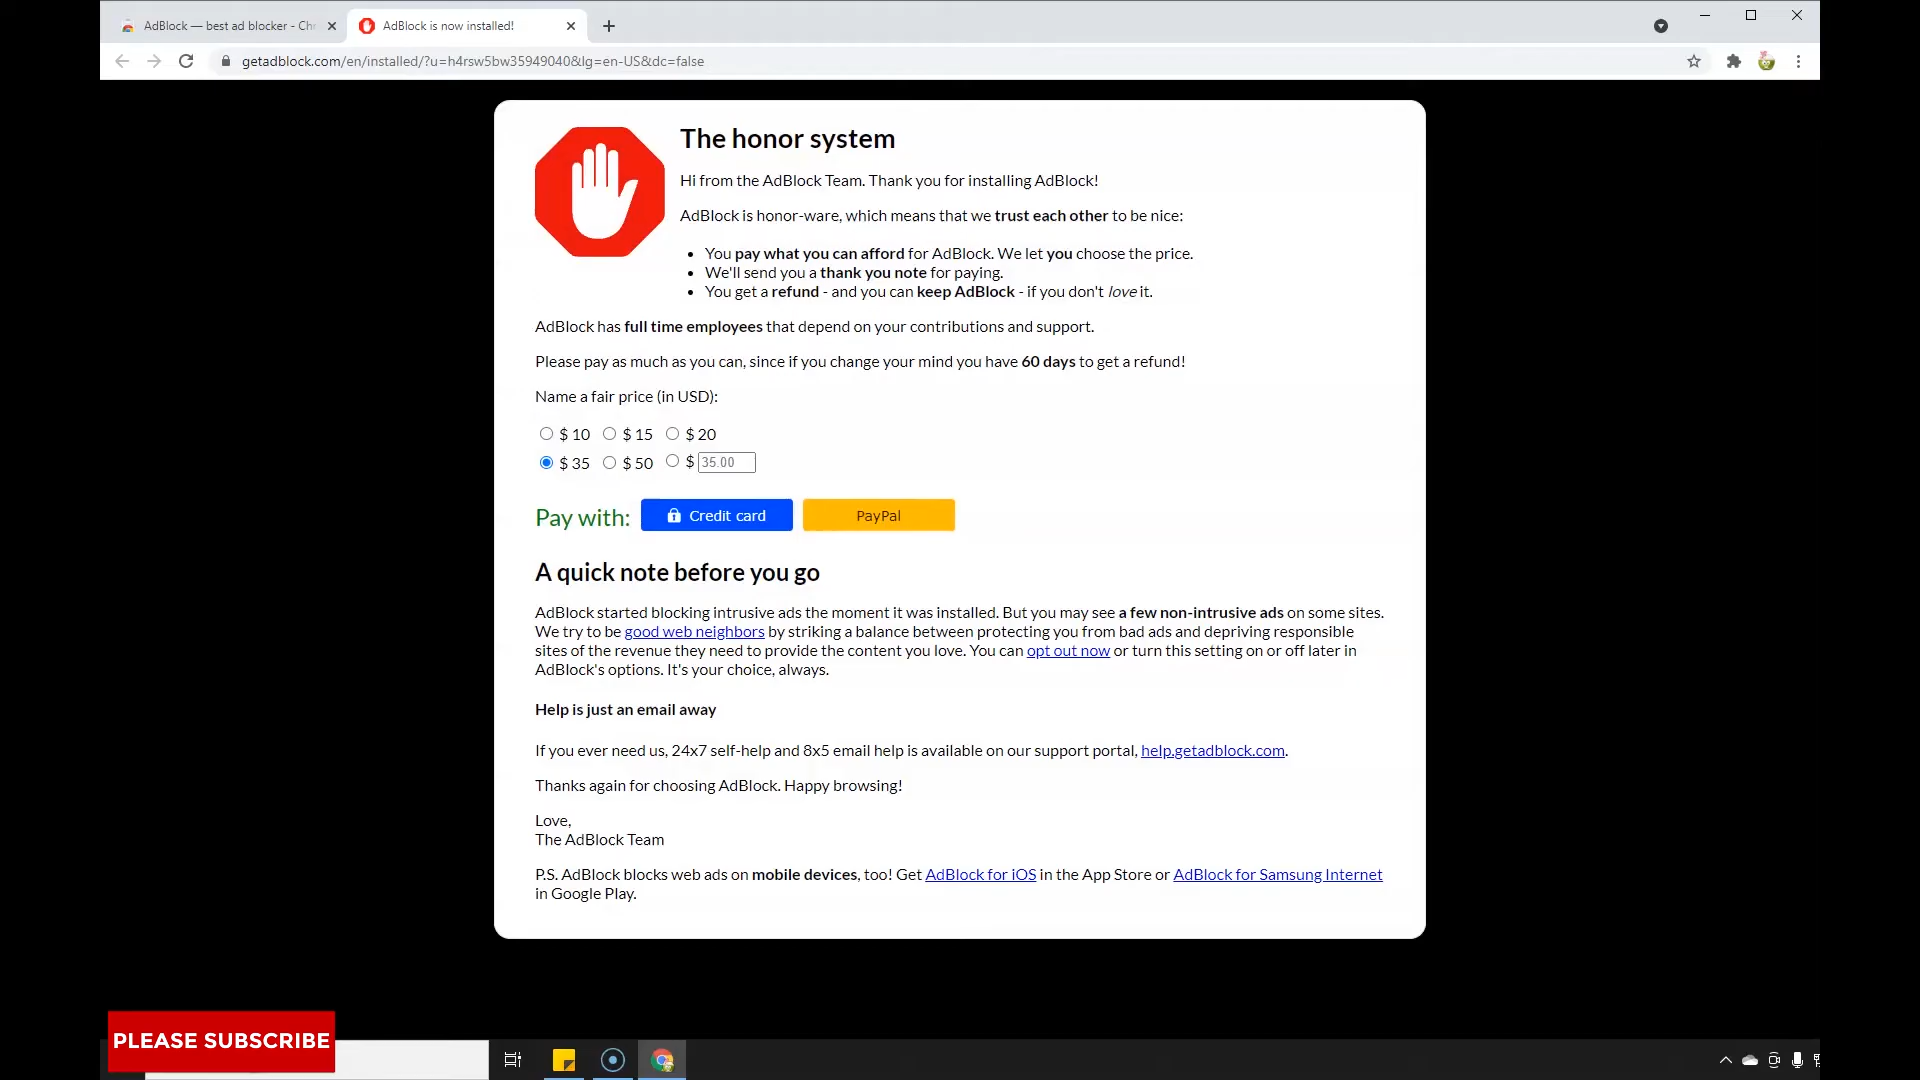 AdBlock — best ad blocker - Ch
AdBlock is now installed!
getadblock.com/en/installed/?u=h4rsw5bw35949040&lg=en-US&dc=false
The honor system
Hi from the AdBlock Team. Thank you for installing AdBlock!
AdBlock is honor-ware, which means that we trust each other to be nice:
You pay what you can afford for AdBlock. We let you choose the price.
We'll send you a thank you note for paying.
You get a refund - and you can keep AdBlock - if you don't love it.
AdBlock has full time employees that depend on your contributions and support.
Please pay as much as you can, since if you change your mind you have 60 days to get a refund!
Name a fair price (in USD):
$ 10 $ 15 $ 20
$ 35 $ 50 $ 35.00
Pay with: Credit card PayPal
A quick note before you go
AdBlock started blocking intrusive ads the moment it was installed. But you may see a few non-intrusive ads on some sites.
We try to be good web neighbors by striking a balance between protecting you from bad ads and depriving responsible
sites of the revenue they need to provide the content you love. You can opt out now or turn this setting on or off later in
AdBlock's options. It's your choice, always.
Help is just an email away
If you ever need us, 24x7 self-help and 8x5 email help is available on our support portal, help.getadblock.com.
Thanks again for choosing AdBlock. Happy browsing!
Love,
The AdBlock Team
P.S. AdBlock blocks web ads on mobile devices, too! Get AdBlock for iOS in the App Store or AdBlock for Samsung Internet
in Google Play.
PLEASE SUBSCRIBE